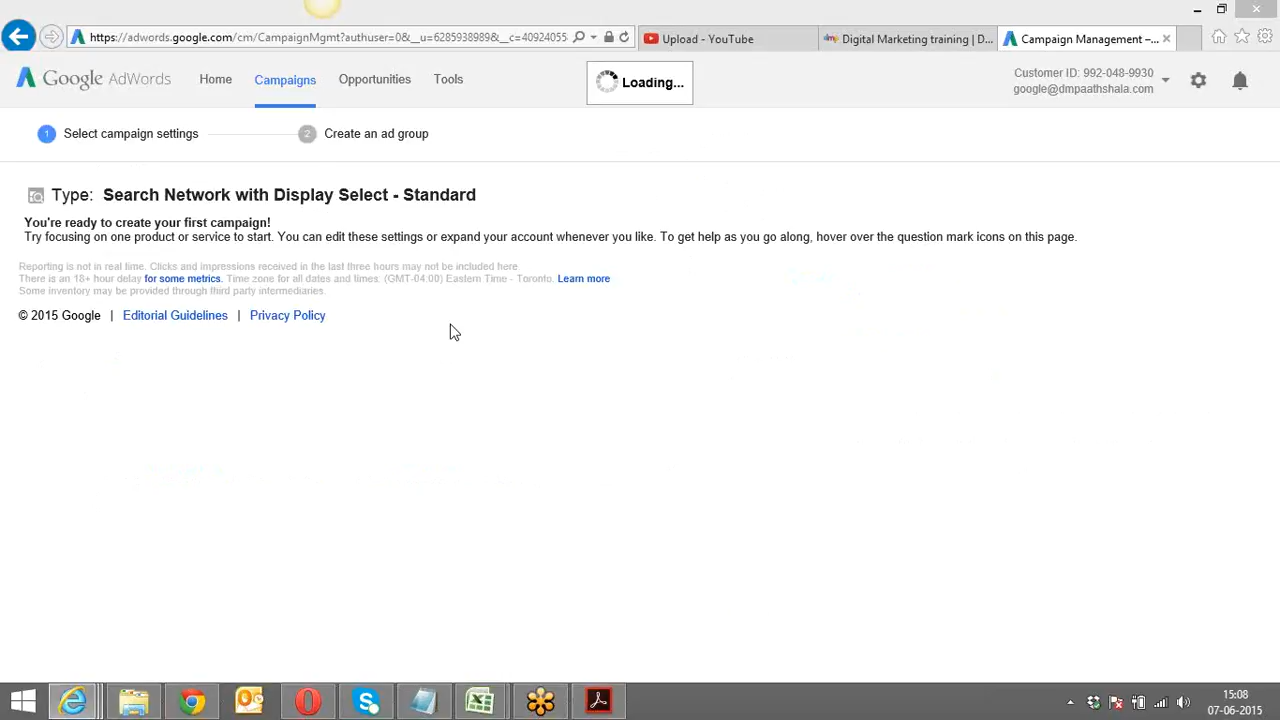 https://adwords.google.com/cm/CampaignMgmt?authuser=0&__u=6285938989&__c=40924055
Upload - YouTube
Digital Marketing training | D...
Campaign Management –...
Google AdWords
Home
Campaigns
Opportunities
Tools
Loading...
Customer ID: 992-048-9930
google@dmpaathshala.com
1 Select campaign settings
2 Create an ad group
Type: Search Network with Display Select - Standard
You're ready to create your first campaign!
Try focusing on one product or service to start. You can edit these settings or expand your account whenever you like. To get help as you go along, hover over the question mark icons on this page.
Reporting is not in real time. Clicks and impressions received in the last three hours may not be included here.
There is an 18+ hour delay for some metrics. Time zone for all dates and times: (GMT-04:00) Eastern Time - Toronto. Learn more
Some inventory may be provided through third party intermediaries.
© 2015 Google | Editorial Guidelines | Privacy Policy
15:08
07-06-2015